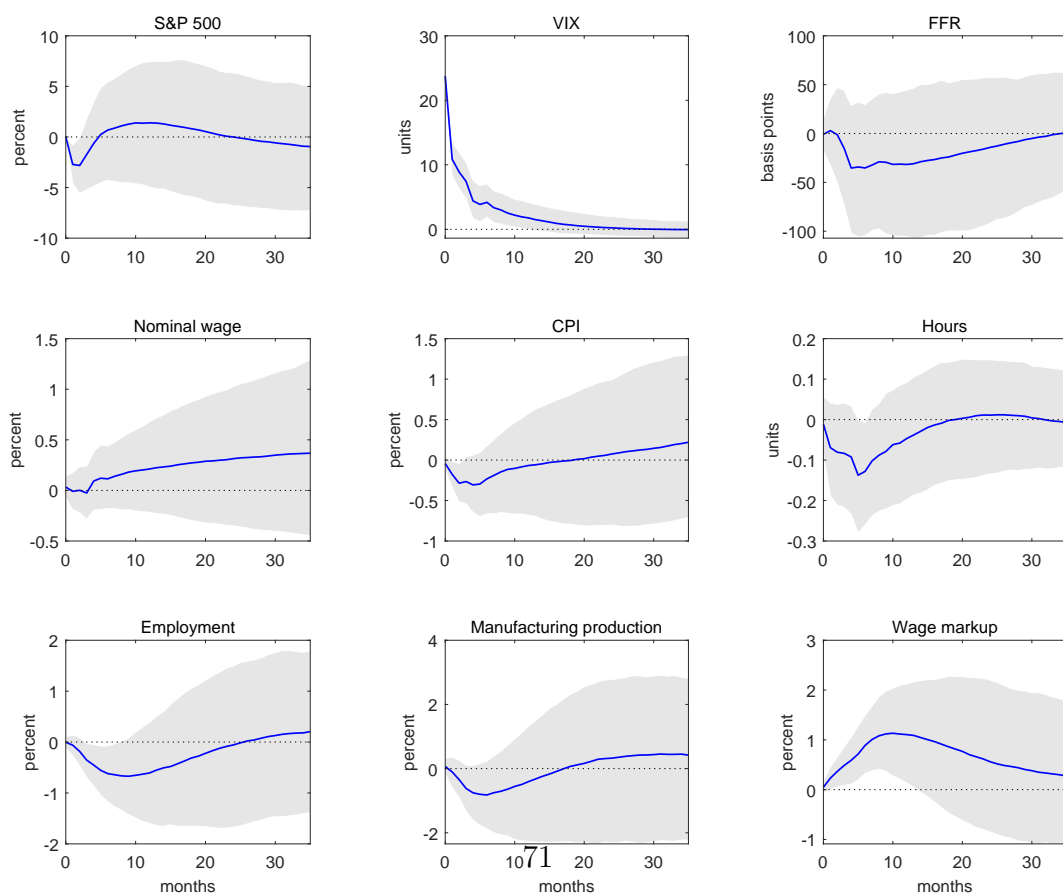 S&P 500
VIX
FFR
10
5
0
-5
-10
percent
0 10 20 30
30
20
10
0
units
0 10 20 30
100
50
0
-50
-100
basis points
0 10 20 30
Nominal wage
CPI
Hours
1.5
1
0.5
0
-0.5
percent
0 10 20 30
1.5
1
0.5
0
-0.5
-1
percent
0 10 20 30
0.2
0.1
0
-0.1
-0.2
-0.3
units
0 10 20 30
Employment
Manufacturing production
Wage markup
2
1
0
-1
-2
percent
0 10 20 30
months
4
2
0
-2
percent
0 10 20 30
months
3
2
1
0
-1
percent
0 10 20 30
months
71